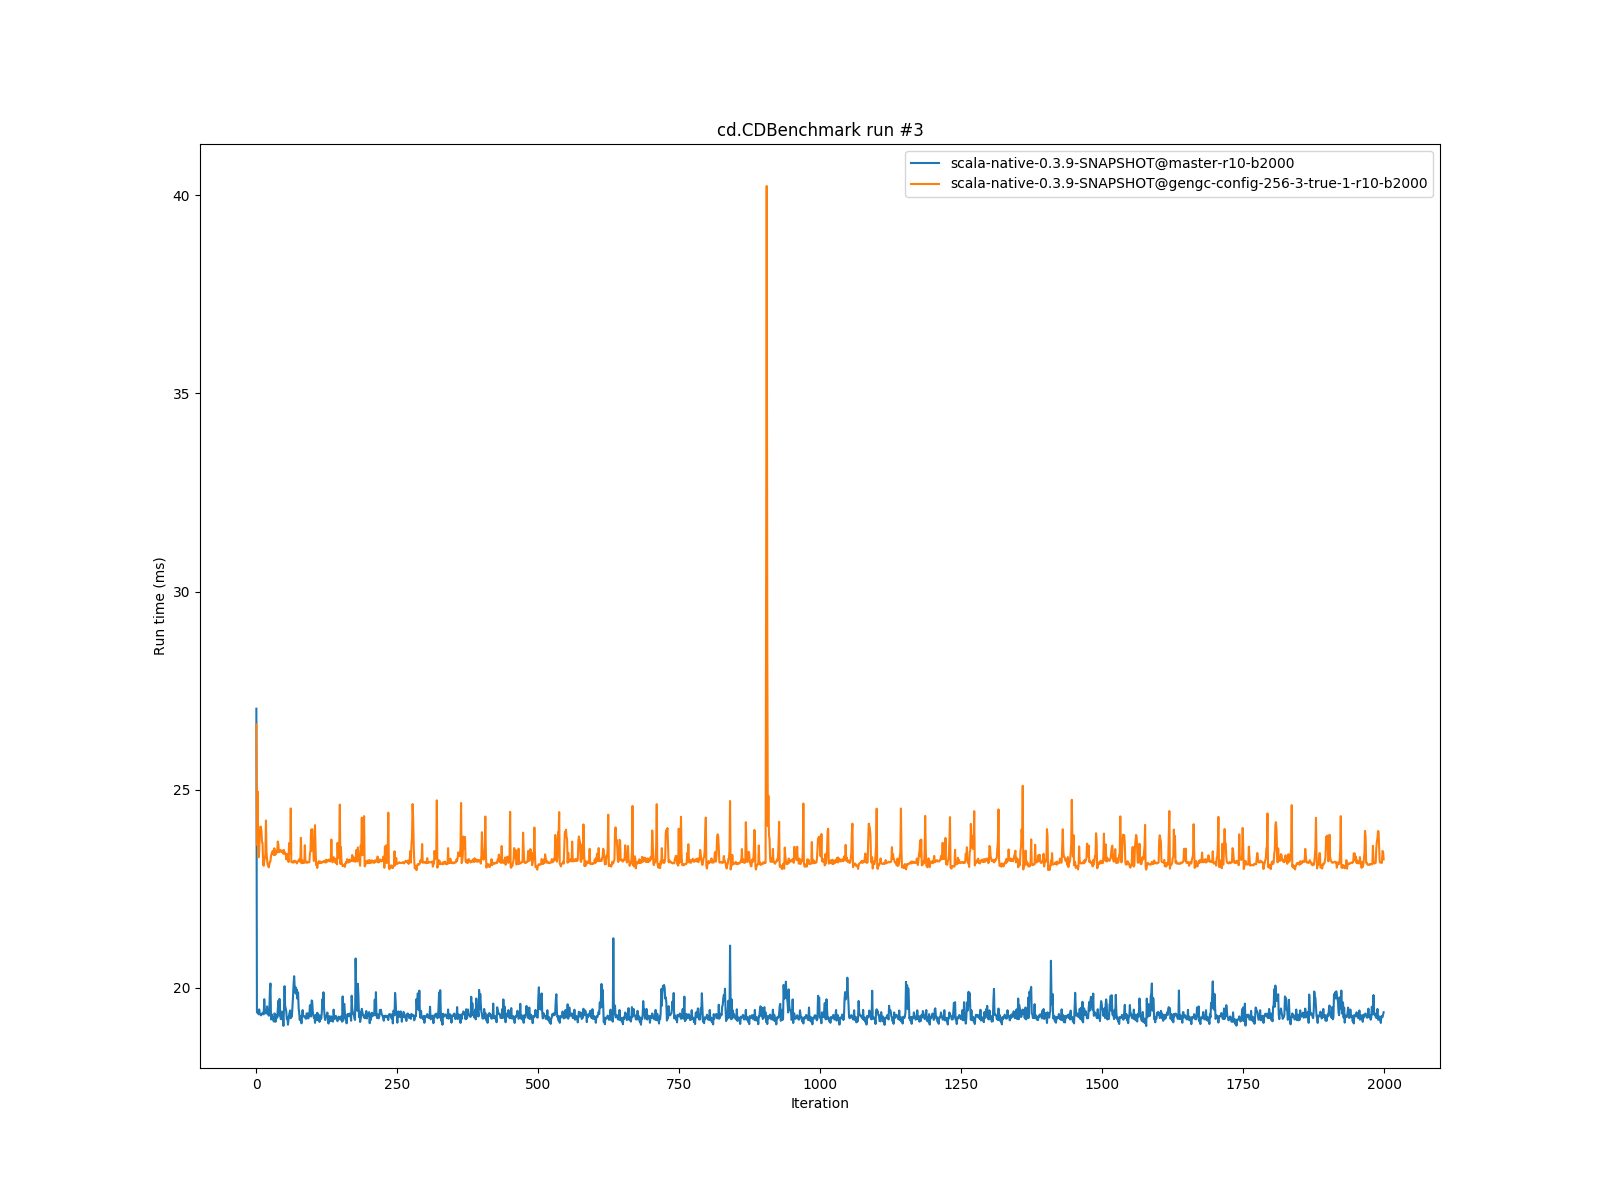 cd.CDBenchmark run #3
scala-native-0.3.9-SNAPSHOT@master-r10-b2000
scala-native-0.3.9-SNAPSHOT@gengc-config-256-3-true-1-r10-b2000
40
35
30
25
20
Run time (ms)
0 250 500 750 1000 1250 1500 1750 2000
Iteration